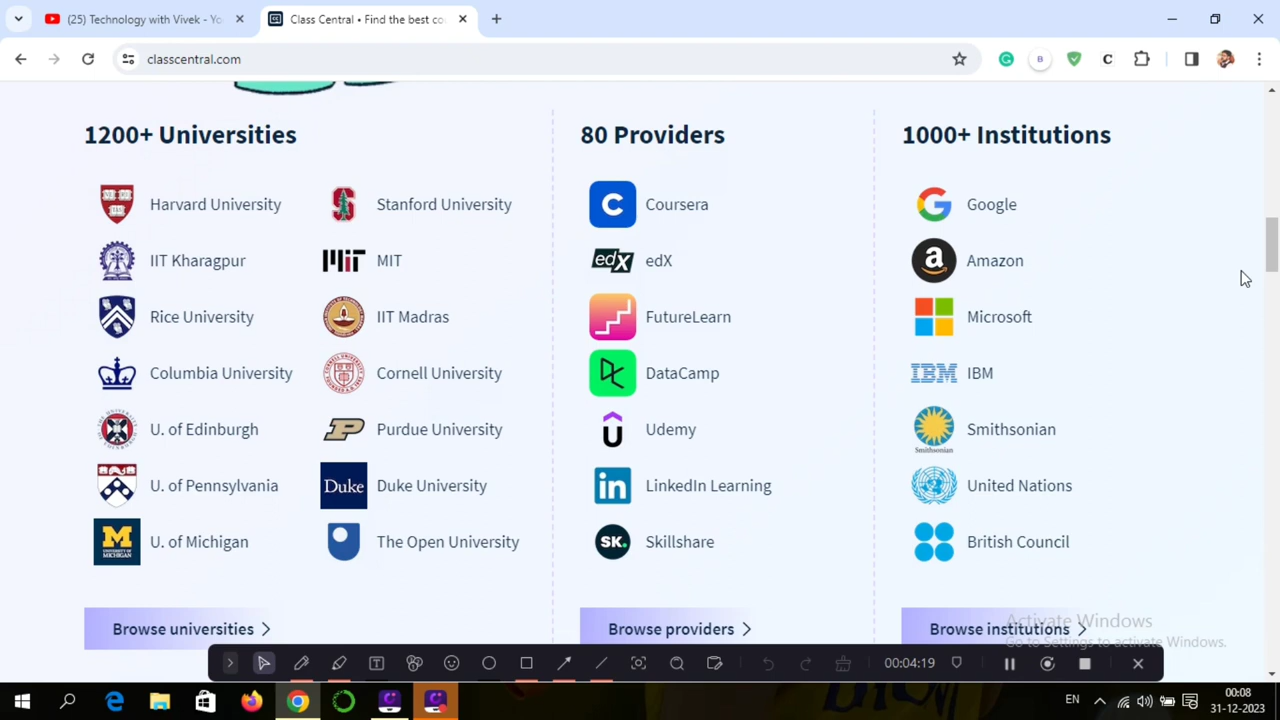 (25) Technology with Vivek - Yo
Class Central • Find the best co
classcentral.com
1200+ Universities
Harvard University
Stanford University
IIT Kharagpur
MIT
Rice University
IIT Madras
Columbia University
Cornell University
U. of Edinburgh
Purdue University
U. of Pennsylvania
Duke University
U. of Michigan
The Open University
Browse universities
80 Providers
Coursera
edX
FutureLearn
DataCamp
Udemy
LinkedIn Learning
Skillshare
Browse providers
1000+ Institutions
Google
Amazon
Microsoft
IBM
Smithsonian
United Nations
British Council
Browse institutions
Activate Windows
Go to Settings to activate Windows.
00:04:19
EN
00:08
31-12-2023